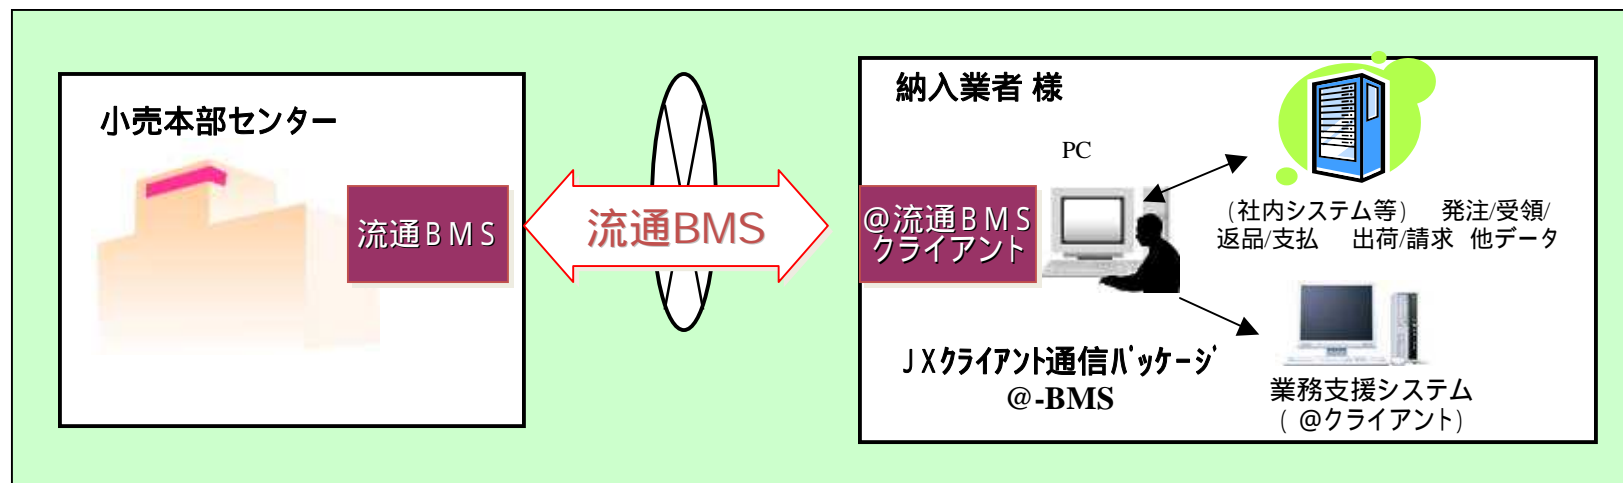 小売本部センター
流通ＢＭＳ
流通BMS
納入業者 様
PC
@流通ＢＭＳ
クライアント
(社内システム等) 発注/受領/
返品/支払 出荷/請求 他データ
ＪＸｸﾗｲｱﾝﾄ通信ﾊﾟｯｹｰｼﾞ
@-BMS
業務支援システム
( @クライアント)